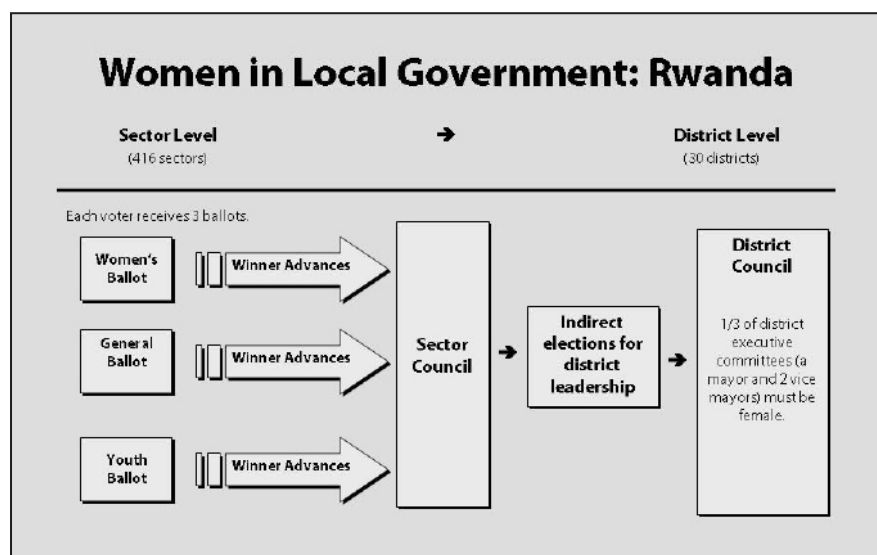 Women in Local Government: Rwanda
Sector Level
(416 sectors)
➔
District Level
(30 districts)
Each voter receives 3 ballots.
Women's
Ballot
Winner Advances
General
Ballot
Winner Advances
Youth
Ballot
Winner Advances
Sector
Council
➔
Indirect
elections for
district
leadership
➔
District
Council
1/3 of district
executive
committees (a
mayor and 2 vice
mayors) must be
female.